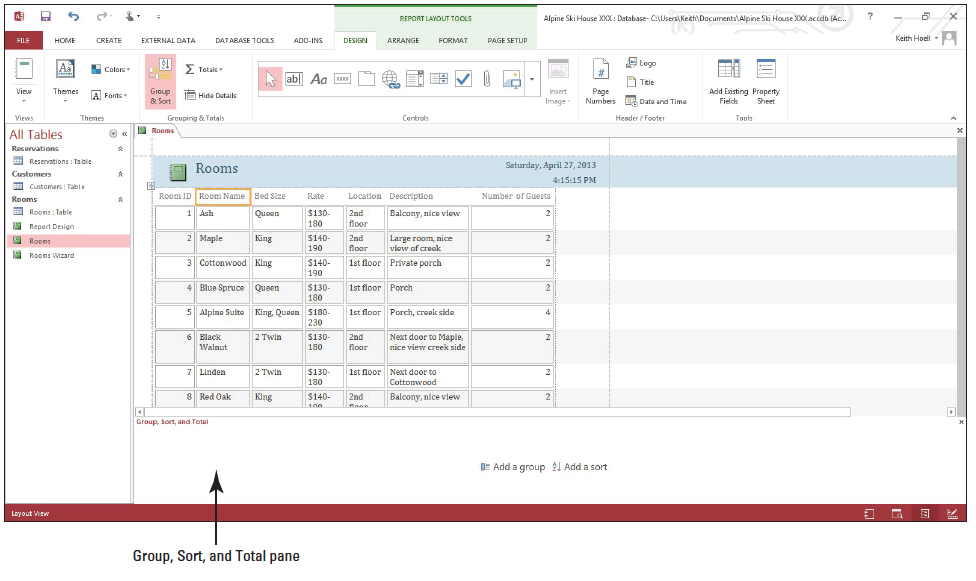 REPORT LAYOUT TOOLS
Alpine Ski House XXX : Database- C:\Users\Keith\Documents\Alpine Ski House XXX.accdb (Ac...
?
FILE HOME CREATE EXTERNAL DATA DATABASE TOOLS ADD-INS DESIGN ARRANGE FORMAT PAGE SETUP
Keith Hoell
View
Themes
Colors
Fonts
Group & Sort
Totals
Hide Details
ab|
Aa
xxxx
Insert Image
Page Numbers
Logo
Title
Date and Time
Add Existing Fields
Property Sheet
Views
Themes
Grouping & Totals
Controls
Header / Footer
Tools
All Tables
Reservations
Reservations : Table
Customers
Customers : Table
Rooms
Rooms : Table
Report Design
Rooms
Rooms Wizard
Rooms
Rooms
Saturday, April 27, 2013
4:15:15 PM
Room ID Room Name Bed Size Rate Location Description Number of Guests
1 Ash Queen $130-180 2nd floor Balcony, nice view 2
2 Maple King $140-190 2nd floor Large room, nice view of creek 2
3 Cottonwood King $140-190 1st floor Private porch 2
4 Blue Spruce Queen $130-180 1st floor Porch 2
5 Alpine Suite King, Queen $180-230 1st floor Porch, creek side 4
6 Black Walnut 2 Twin $130-180 2nd floor Next door to Maple, nice view creek side 2
7 Linden 2 Twin $130-180 1st floor Next door to Cottonwood 2
8 Red Oak King $140-190 2nd floor Balcony, nice view 2
Group, Sort, and Total
Add a group Add a sort
Layout View
Group, Sort, and Total pane